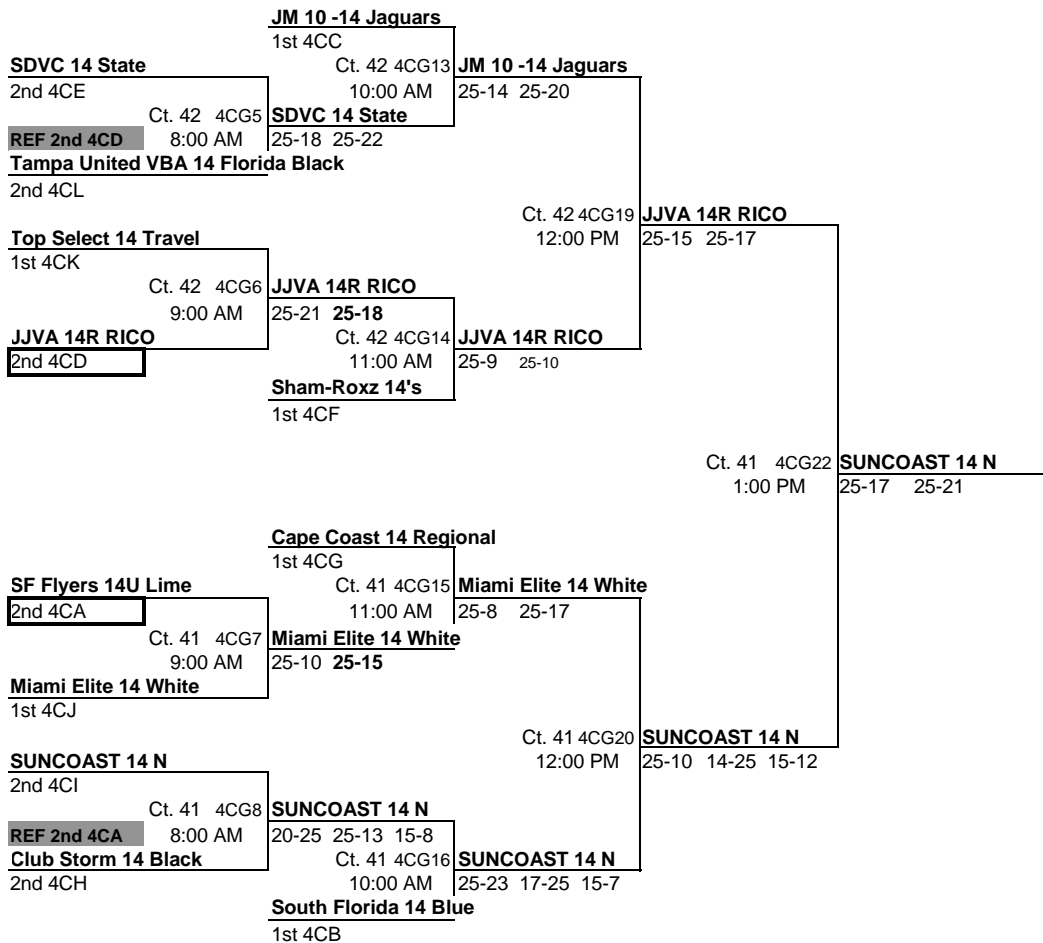 JM 10 -14 Jaguars
1st 4CC
SDVC 14 State Ct. 42 4CG13 JM 10 -14 Jaguars
2nd 4CE 10:00 AM 25-14 25-20
Ct. 42 4CG5 SDVC 14 State
REF 2nd 4CD 8:00 AM 25-18 25-22
Tampa United VBA 14 Florida Black
2nd 4CL
Ct. 42 4CG19 JJVA 14R RICO
Top Select 14 Travel 12:00 PM 25-15 25-17
1st 4CK
Ct. 42 4CG6 JJVA 14R RICO
9:00 AM 25-21 25-18
JJVA 14R RICO Ct. 42 4CG14 JJVA 14R RICO
2nd 4CD 11:00 AM 25-9 25-10
Sham-Roxz 14's
1st 4CF
Ct. 41 4CG22 SUNCOAST 14 N
1:00 PM 25-17 25-21
Cape Coast 14 Regional
1st 4CG
SF Flyers 14U Lime Ct. 41 4CG15 Miami Elite 14 White
2nd 4CA 11:00 AM 25-8 25-17
Ct. 41 4CG7 Miami Elite 14 White
9:00 AM 25-10 25-15
Miami Elite 14 White
1st 4CJ
Ct. 41 4CG20 SUNCOAST 14 N
SUNCOAST 14 N 12:00 PM 25-10 14-25 15-12
2nd 4CI
Ct. 41 4CG8 SUNCOAST 14 N
REF 2nd 4CA 8:00 AM 20-25 25-13 15-8
Club Storm 14 Black Ct. 41 4CG16 SUNCOAST 14 N
2nd 4CH 10:00 AM 25-23 17-25 15-7
South Florida 14 Blue
1st 4CB